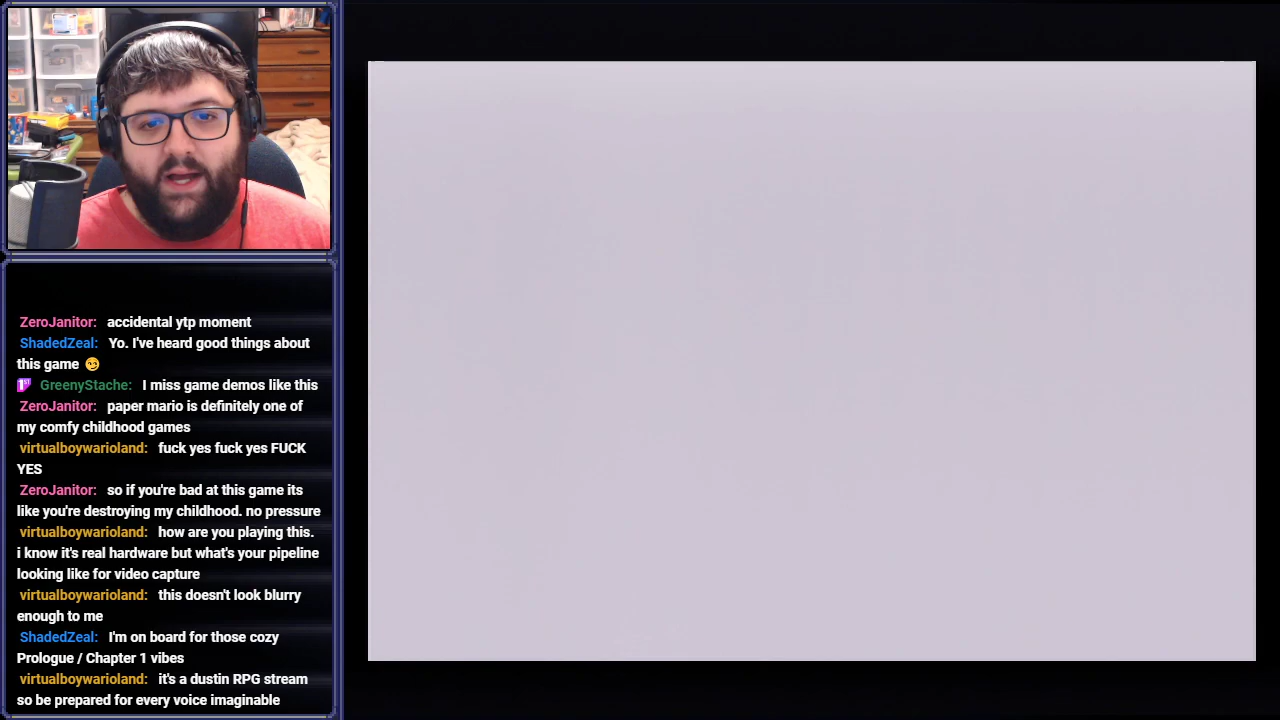 ZeroJanitor: accidental ytp moment
ShadedZeal: Yo. I've heard good things about
this game 😏
GreenyStache: I miss game demos like this
ZeroJanitor: paper mario is definitely one of
my comfy childhood games
virtualboywarioland: fuck yes fuck yes FUCK
YES
ZeroJanitor: so if you're bad at this game its
like you're destroying my childhood. no pressure
virtualboywarioland: how are you playing this.
i know it's real hardware but what's your pipeline
looking like for video capture
virtualboywarioland: this doesn't look blurry
enough to me
ShadedZeal: I'm on board for those cozy
Prologue / Chapter 1 vibes
virtualboywarioland: it's a dustin RPG stream
so be prepared for every voice imaginable